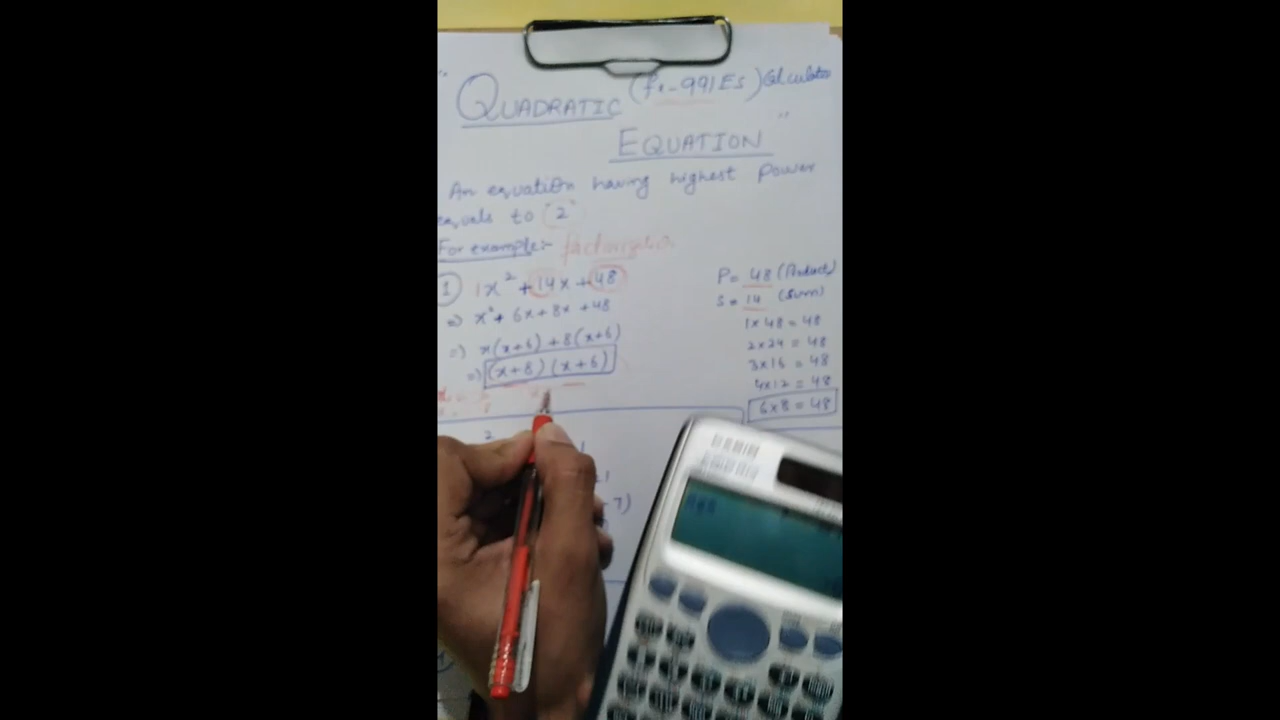 "QUADRATIC (fx-991ES) Calculator
EQUATION"
An equation having highest Power
equals to "2"
For example:- factorization
1 1x² + 14x + 48
=> x² + 6x + 8x + 48
=> x(x+6) + 8(x+6)
=> (x+8) (x+6)
P = 48 (Product)
S = 14 (Sum)
1 x 48 = 48
2 x 24 = 48
3 x 16 = 48
4 x 12 = 48
6 x 8 = 48
2